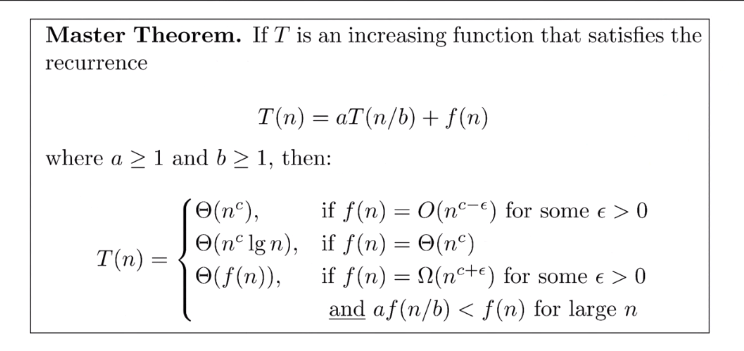 Master Theorem. If T is an increasing function that satisfies the
recurrence
T(n) = aT(n/b) + f(n)
where a ≥ 1 and b ≥ 1, then:
T(n) = { Θ(n^c), if f(n) = O(n^{c−ϵ}) for some ϵ > 0
Θ(n^c lg n), if f(n) = Θ(n^c)
Θ(f(n)), if f(n) = Ω(n^{c+ϵ}) for some ϵ > 0
and af(n/b) < f(n) for large n